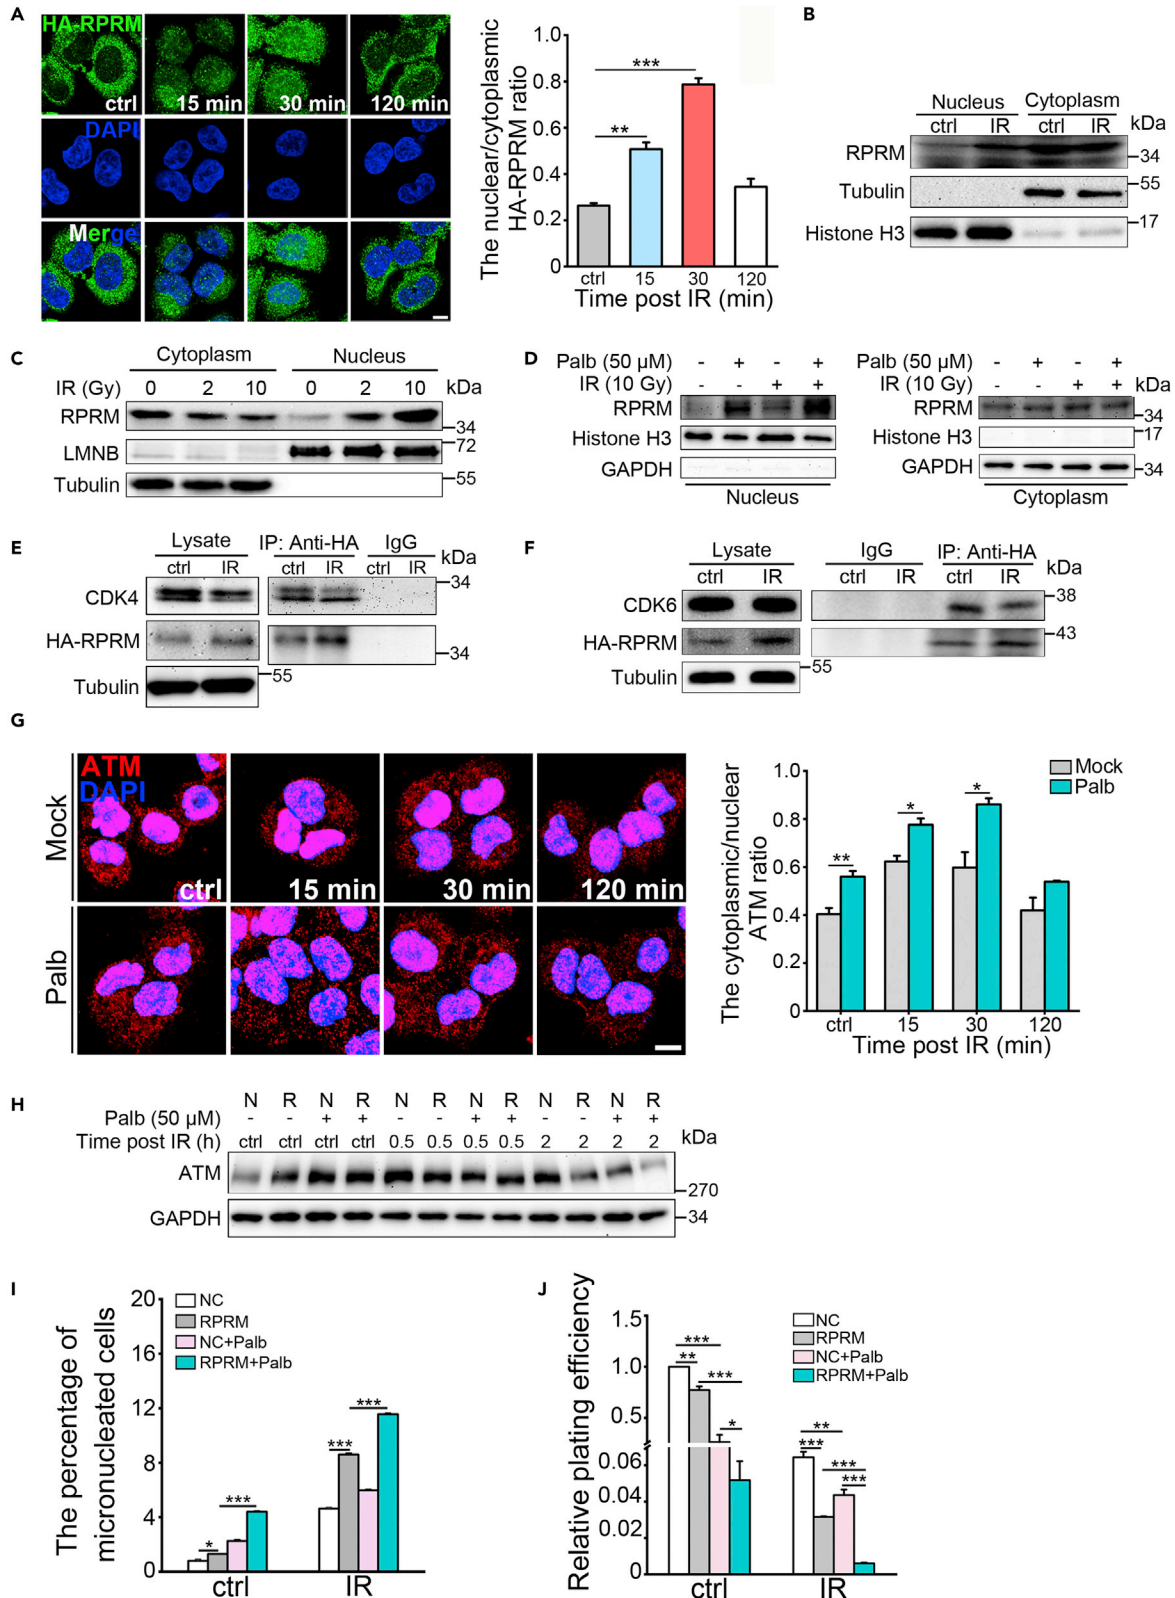 A
HA-RPRM
ctrl
15 min
30 min
120 min
DAPI
Merge
The nuclear/cytoplasmic
HA-RPRM ratio
1.0
0.8
0.6
0.4
0.2
0
***
**
ctrl 15 30 120
Time post IR (min)
B
Nucleus Cytoplasm
ctrl IR ctrl IR kDa
RPRM 34
Tubulin 55
Histone H3 17
C
Cytoplasm Nucleus
IR (Gy) 0 2 10 0 2 10 kDa
RPRM 34
LMNB 72
Tubulin 55
D
Palb (50 μM) - + - +
IR (10 Gy) - - + +
RPRM
Histone H3
GAPDH
Nucleus
Palb (50 μM) - + - +
IR (10 Gy) - - + + kDa
RPRM 34
Histone H3 17
GAPDH 34
Cytoplasm
E
Lysate IP: Anti-HA IgG
ctrl IR ctrl IR ctrl IR kDa
CDK4 34
HA-RPRM 34
Tubulin 55
F
Lysate IgG IP: Anti-HA
ctrl IR ctrl IR ctrl IR kDa
CDK6 38
HA-RPRM 43
Tubulin 55
G
ATM
DAPI
Mock
ctrl
15 min
30 min
120 min
Palb
The cytoplasmic/nuclear
ATM ratio
1.0
0.8
0.6
0.4
0.2
0
Mock
Palb
**
*
*
ctrl 15 30 120
Time post IR (min)
H
N R N R N R N R N R N R
Palb (50 μM) - - + + - - + + - - + +
Time post IR (h) ctrl ctrl ctrl ctrl 0.5 0.5 0.5 0.5 2 2 2 2 kDa
ATM 270
GAPDH 34
I
The percentage of
micronucleated cells
20
16
12
8
4
0
NC
RPRM
NC+Palb
RPRM+Palb
*
***
***
***
ctrl IR
J
Relative plating efficiency
1.5
1.0
0.5
0.06
0.04
0.02
0
NC
RPRM
NC+Palb
RPRM+Palb
***
**
***
*
**
***
***
***
ctrl IR